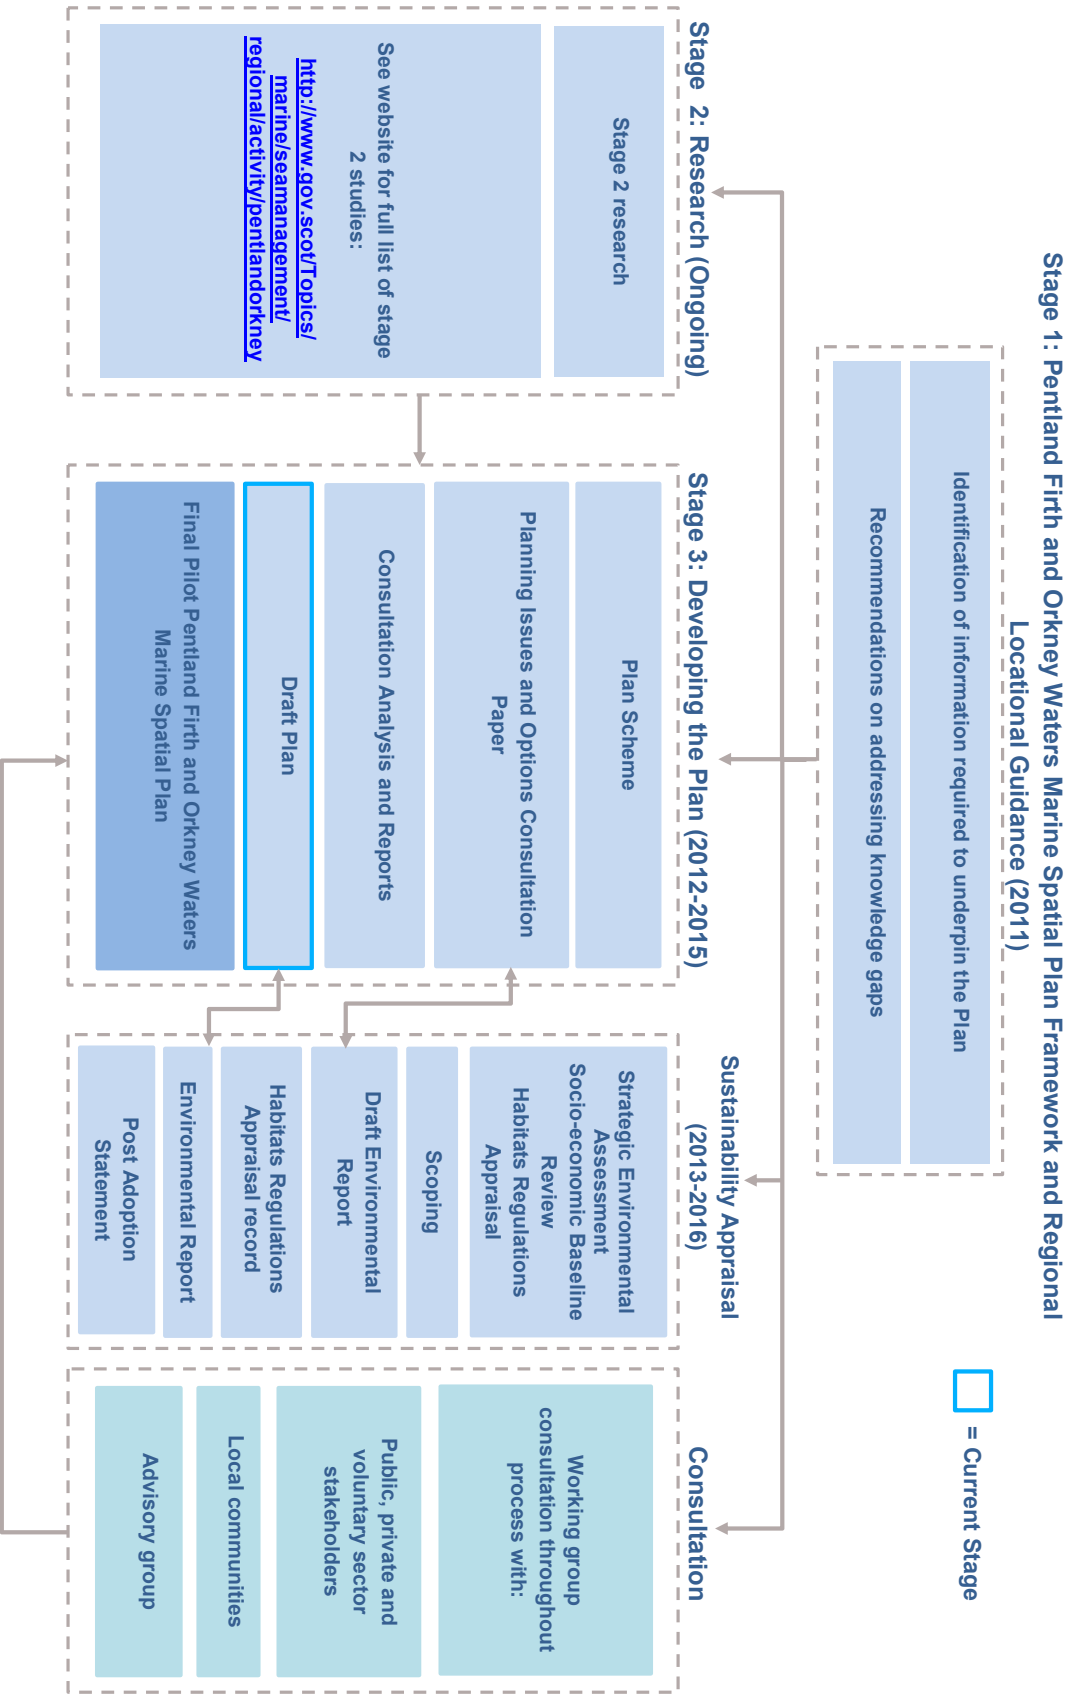 Stage 1: Pentland Firth and Orkney Waters Marine Spatial Plan Framework and Regional
Locational Guidance (2011)
Identification of information required to underpin the Plan
Recommendations on addressing knowledge gaps
= Current Stage
Stage 2: Research (Ongoing)
Stage 2 research
See website for full list of stage
2 studies:
http://www.gov.scot/Topics/
marine/seamanagement/
regional/activity/pentlandorkney
Stage 3: Developing the Plan (2012-2015)
Plan Scheme
Planning Issues and Options Consultation
Paper
Consultation Analysis and Reports
Draft Plan
Final Pilot Pentland Firth and Orkney Waters
Marine Spatial Plan
Sustainability Appraisal
(2013-2016)
Strategic Environmental
Assessment
Socio-economic Baseline
Review
Habitats Regulations
Appraisal
Scoping
Draft Environmental
Report
Habitats Regulations
Appraisal record
Environmental Report
Post Adoption
Statement
Consultation
Working group
consultation throughout
process with:
Public, private and
voluntary sector
stakeholders
Local communities
Advisory group